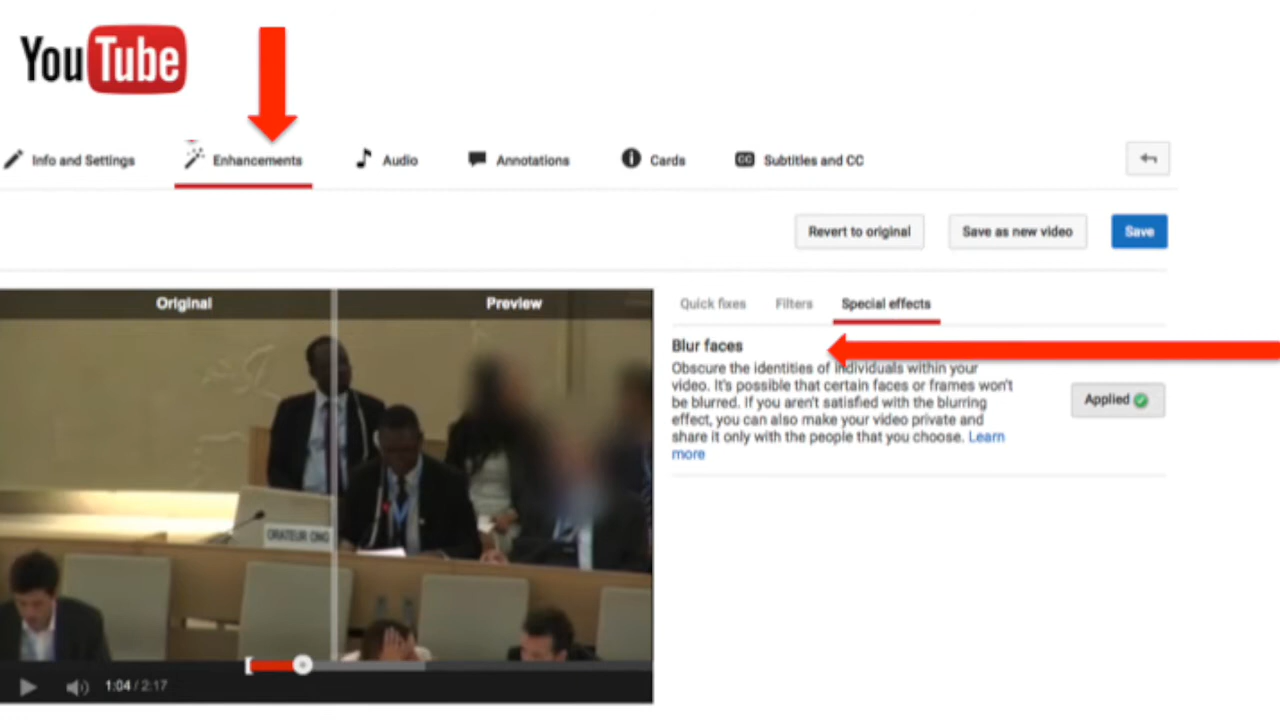 YouTube
Info and Settings
Enhancements
Audio
Annotations
Cards
CC Subtitles and CC
Revert to original
Save as new video
Save
Original
Preview
Quick fixes
Filters
Special effects
Blur faces
Obscure the identities of individuals within your
video. It's possible that certain faces or frames won't
be blurred. If you aren't satisfied with the blurring
effect, you can also make your video private and
share it only with the people that you choose. Learn
more
Applied
ORATEUR ONG
1:04 / 2:17